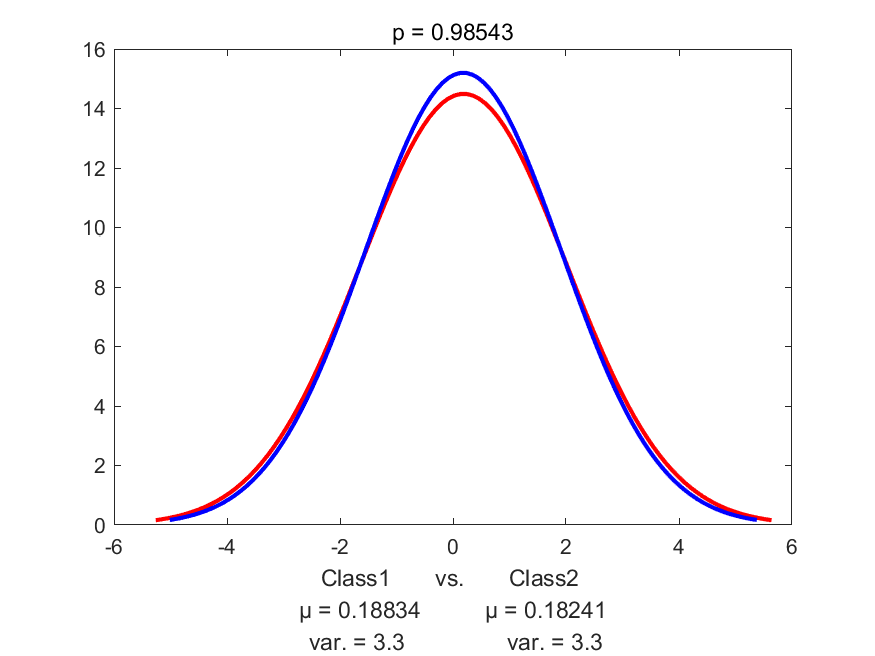 p = 0.98543
16
14
12
10
8
6
4
2
0
-6 -4 -2 0 2 4 6
Class1 vs. Class2
μ = 0.18834 μ = 0.18241
var. = 3.3 var. = 3.3